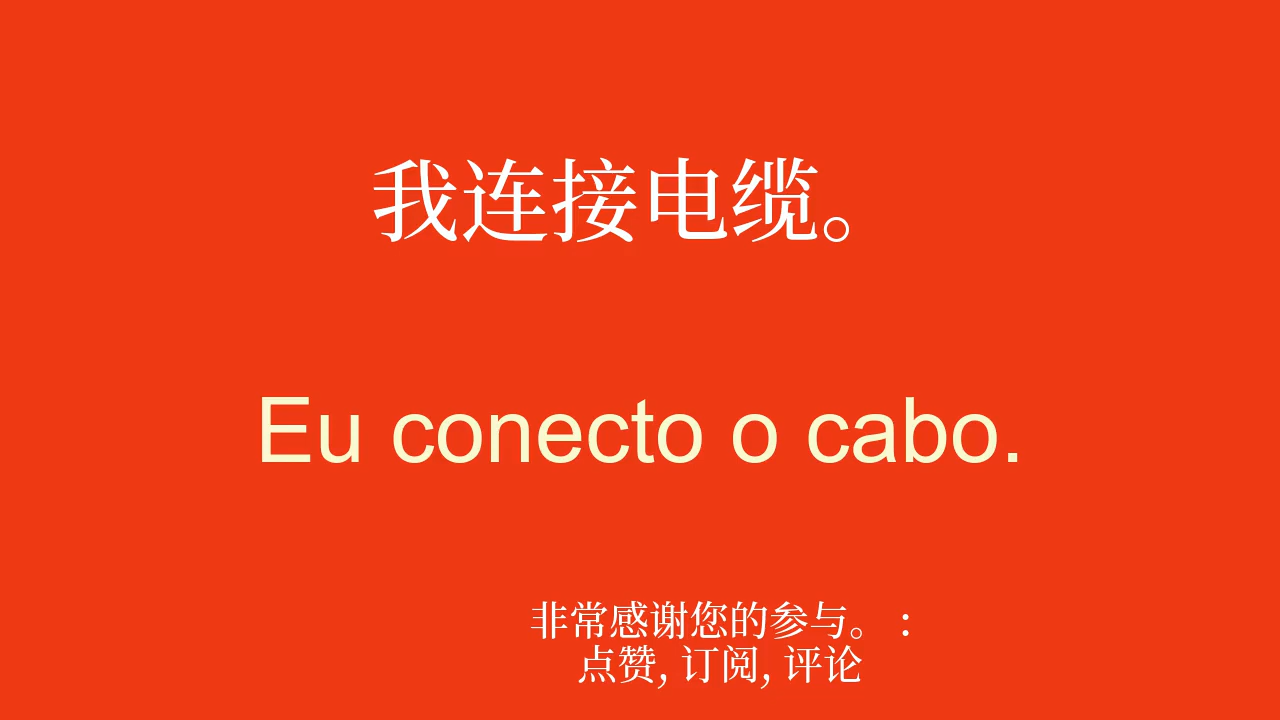 我连接电缆。
Eu conecto o cabo.
非常感谢您的参与。 :
点赞, 订阅, 评论